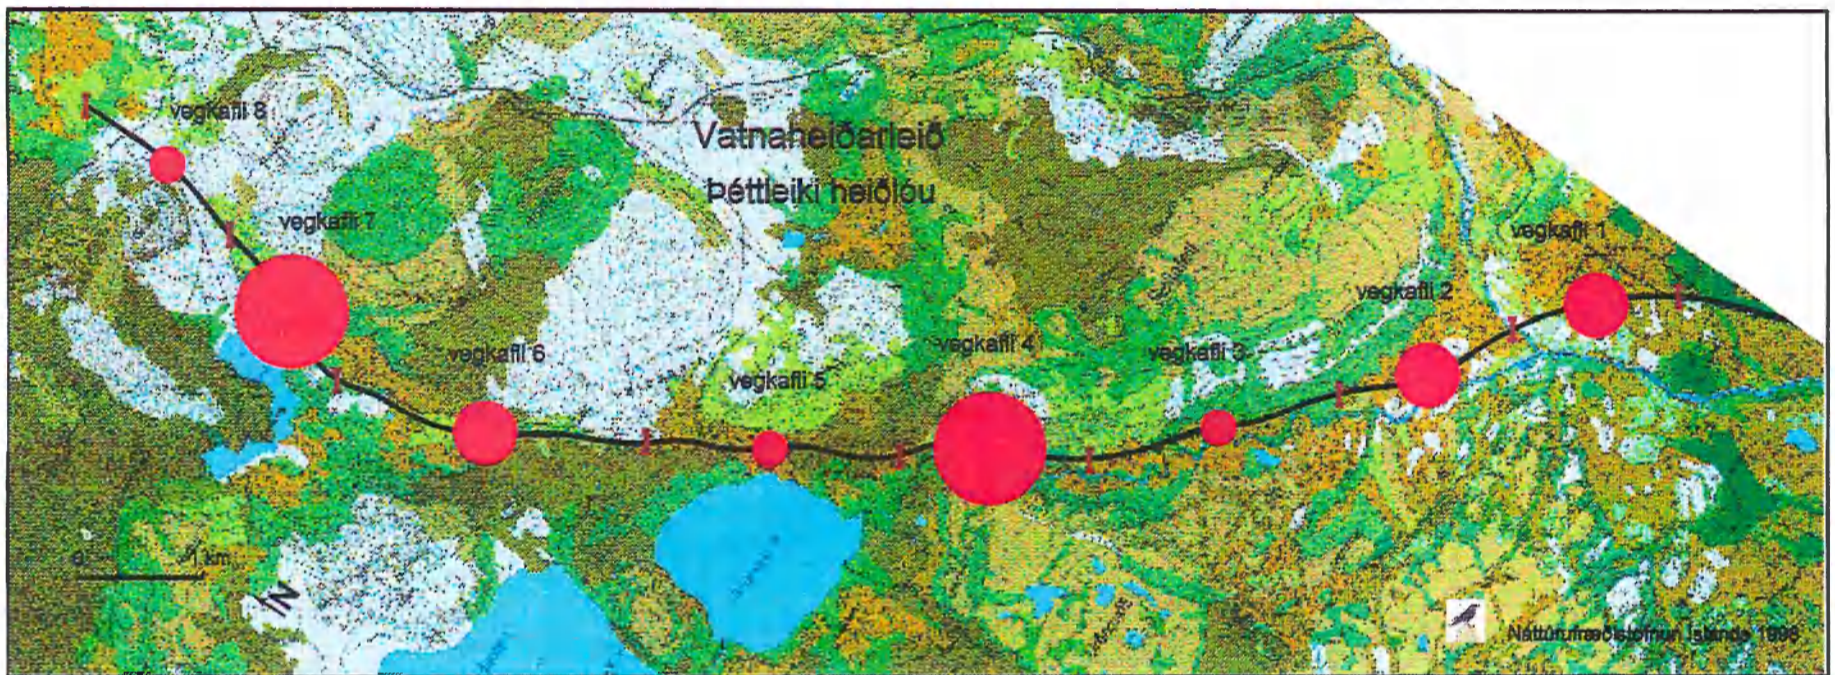 vegkafli 8
Vatnaheiðarleið
Þéttleiki heiðlóu
vegkafli 7
vegkafli 1
vegkafli 2
vegkafli 6
vegkafli 5
vegkafli 4
vegkafli 3
0 1 km
N
Náttúrufræðistofnun Íslands 1998